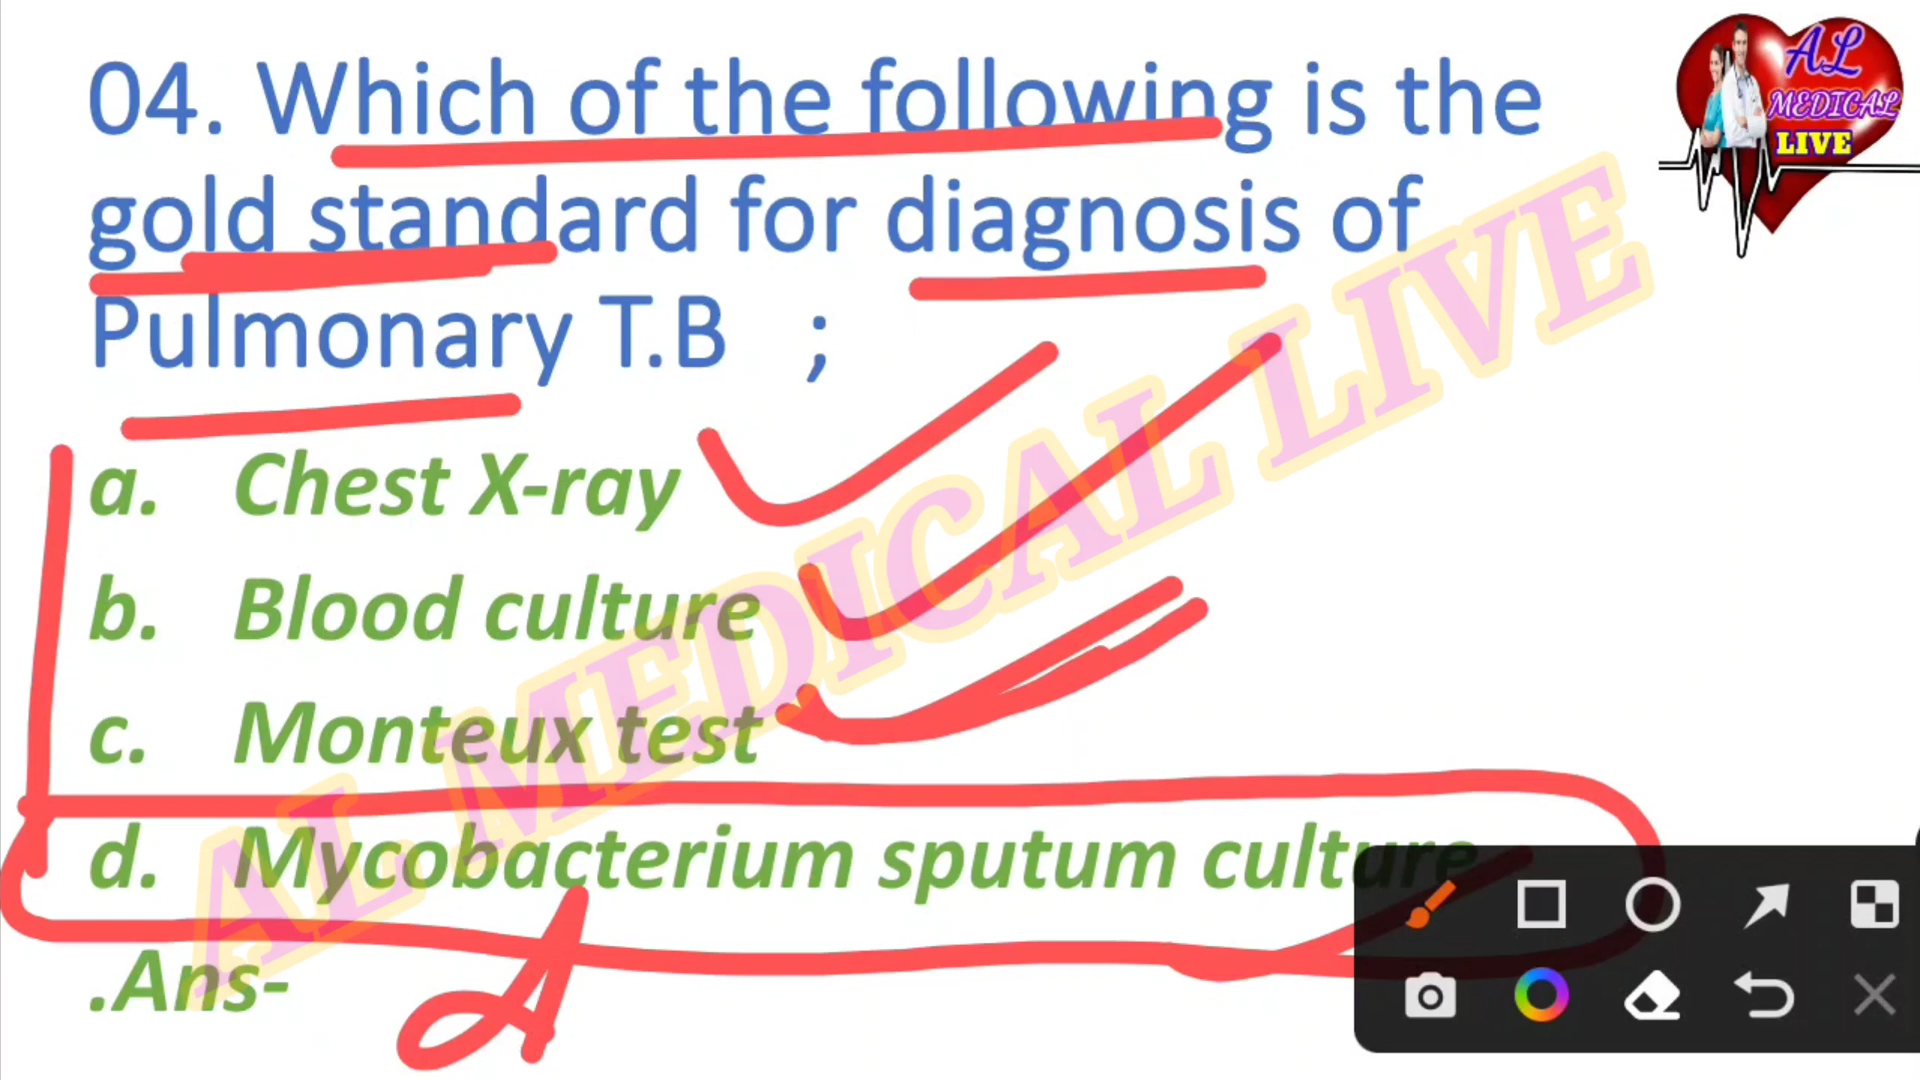 04. Which of the following is the
gold standard for diagnosis of
Pulmonary T.B ;
a. Chest X-ray
b. Blood culture
c. Monteux test
d. Mycobacterium sputum culture
.Ans-
AL MEDICAL LIVE
AL
MEDICAL
LIVE